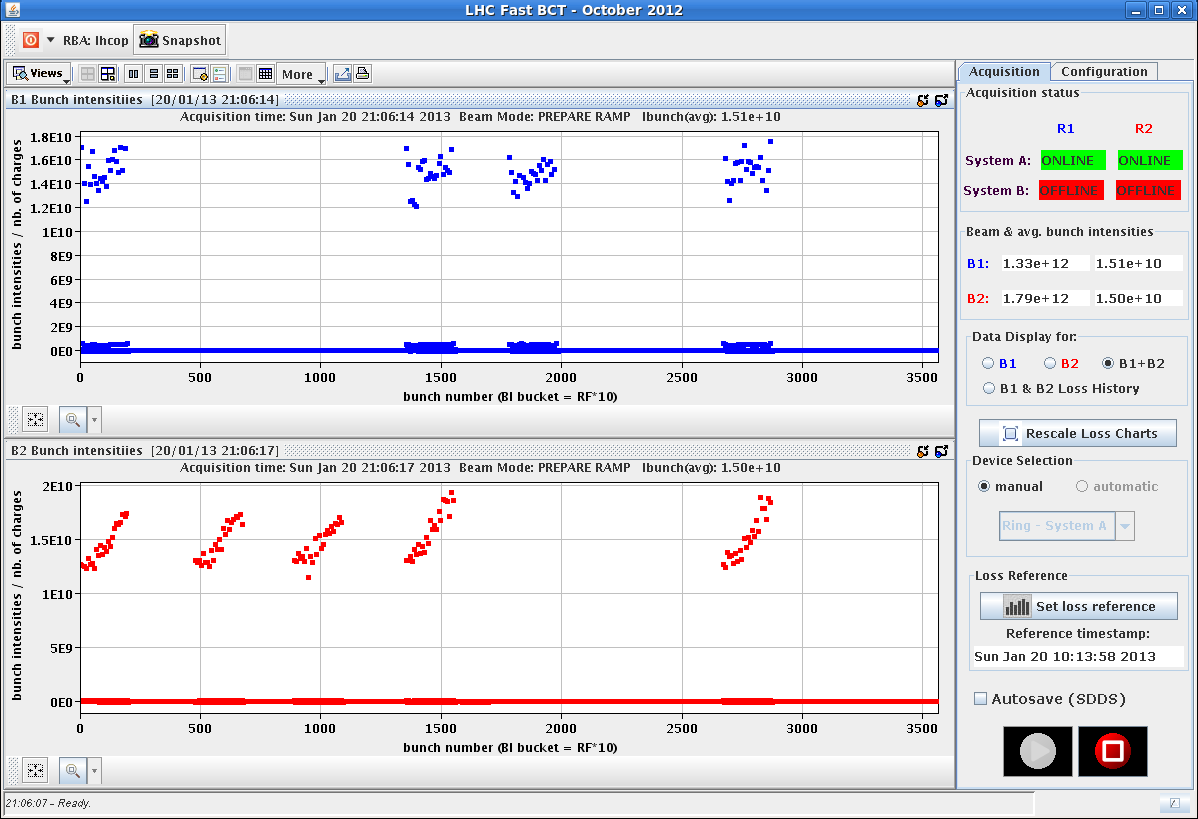 LHC Fast BCT - October 2012
RBA: lhcop Snapshot
Views More
B1 Bunch intensitiies [20/01/13 21:06:14]
Acquisition time: Sun Jan 20 21:06:14 2013 Beam Mode: PREPARE RAMP Ibunch(avg): 1.51e+10
bunch intensities / nb. of charges
1.8E10
1.6E10
1.4E10
1.2E10
1E10
8E9
6E9
4E9
2E9
0E0
0 500 1000 1500 2000 2500 3000 3500
bunch number (BI bucket = RF*10)
B2 Bunch intensitiies [20/01/13 21:06:17]
Acquisition time: Sun Jan 20 21:06:17 2013 Beam Mode: PREPARE RAMP Ibunch(avg): 1.50e+10
bunch intensities / nb. of charges
2E10
1.5E10
1E10
5E9
0E0
0 500 1000 1500 2000 2500 3000 3500
bunch number (BI bucket = RF*10)
21:06:07 - Ready.
Acquisition Configuration
Acquisition status
R1 R2
System A: ONLINE ONLINE
System B: OFFLINE OFFLINE
Beam & avg. bunch intensities
B1: 1.33e+12 1.51e+10
B2: 1.79e+12 1.50e+10
Data Display for:
B1 B2 B1+B2
B1 & B2 Loss History
Rescale Loss Charts
Device Selection
manual automatic
Ring - System A
Loss Reference
Set loss reference
Reference timestamp:
Sun Jan 20 10:13:58 2013
Autosave (SDDS)